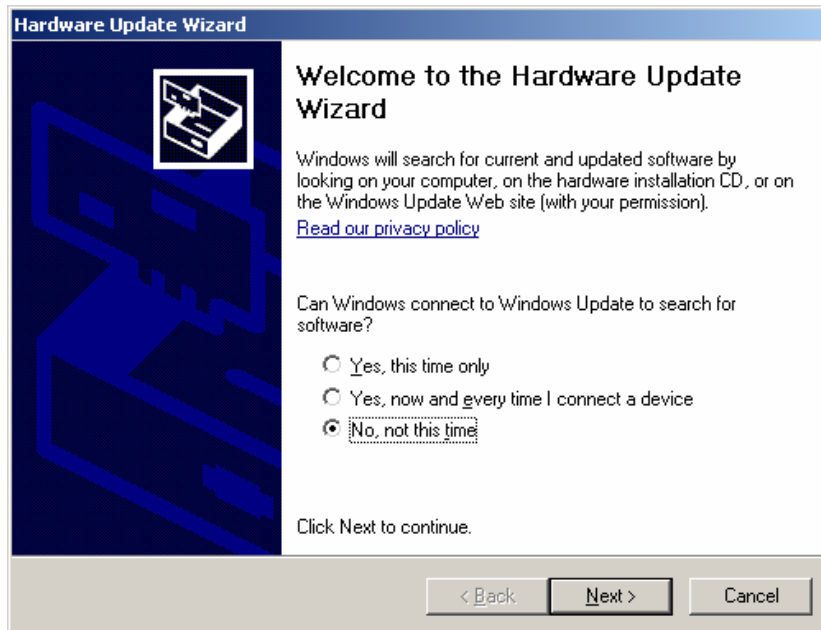 Hardware Update Wizard
Welcome to the Hardware Update
Wizard
Windows will search for current and updated software by
looking on your computer, on the hardware installation CD, or on
the Windows Update Web site (with your permission).
Read our privacy policy
Can Windows connect to Windows Update to search for
software?
Yes, this time only
Yes, now and every time I connect a device
No, not this time
Click Next to continue.
< Back
Next >
Cancel